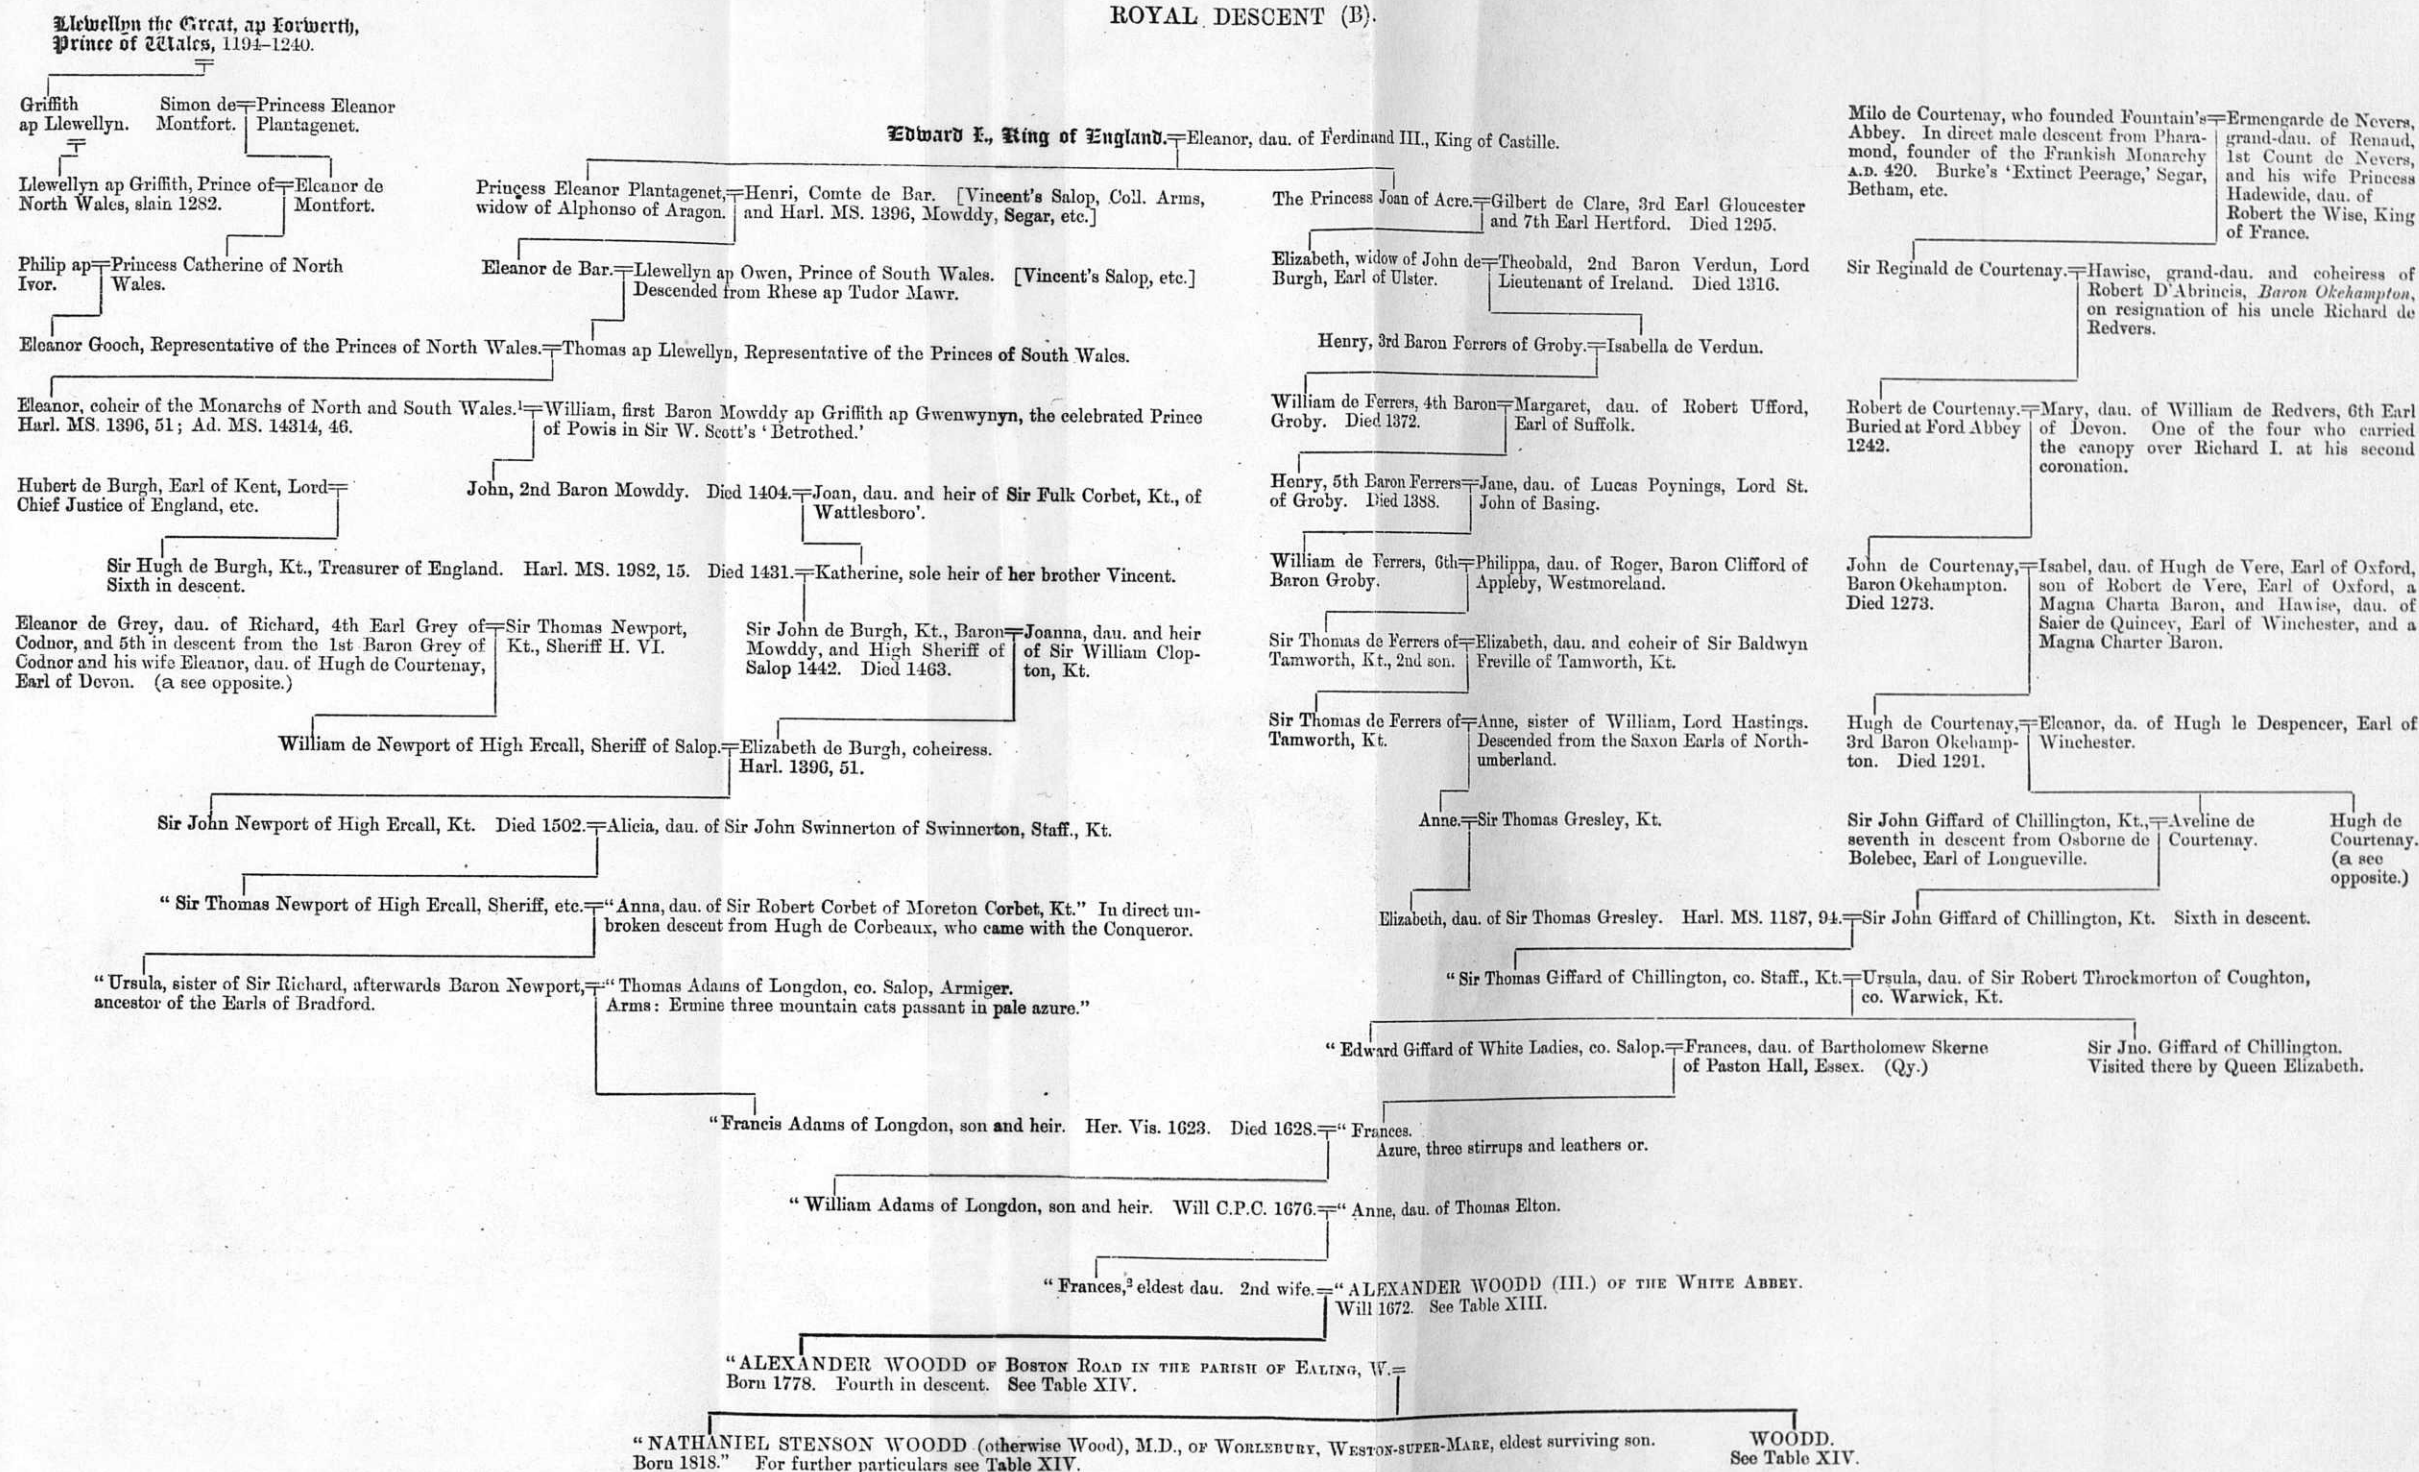 ROYAL DESCENT (B).
Llewellyn the Great, ap Iorwerth,
Prince of Wales, 1194–1240.
Griffith
ap Llewellyn.
Simon de
Montfort.
Princess Eleanor
Plantagenet.
Edward I., King of England.
Eleanor, dau. of Ferdinand III., King of Castille.
Milo de Courtenay, who founded Fountain's
Abbey. In direct male descent from Phara-
mond, founder of the Frankish Monarchy
A.D. 420. Burke's 'Extinct Peerage,' Segar,
Betham, etc.
Ermengarde de Nevers,
grand-dau. of Renaud,
1st Count de Nevers,
and his wife Princess
Hadewide, dau. of
Robert the Wise, King
of France.
Llewellyn ap Griffith, Prince of
North Wales, slain 1282.
Eleanor de
Montfort.
Princess Eleanor Plantagenet,
widow of Alphonso of Aragon.
Henri, Comte de Bar. [Vincent's Salop, Coll. Arms,
and Harl. MS. 1396, Mowddy, Segar, etc.]
The Princess Joan of Acre.
Gilbert de Clare, 3rd Earl Gloucester
and 7th Earl Hertford. Died 1295.
Philip ap
Ivor.
Princess Catherine of North
Wales.
Eleanor de Bar.
Llewellyn ap Owen, Prince of South Wales. [Vincent's Salop, etc.]
Descended from Rhese ap Tudor Mawr.
Elizabeth, widow of John de
Burgh, Earl of Ulster.
Theobald, 2nd Baron Verdun, Lord
Lieutenant of Ireland. Died 1316.
Sir Reginald de Courtenay.
Hawise, grand-dau. and coheiress of
Robert D'Abrincis, Baron Okehampton,
on resignation of his uncle Richard de
Redvers.
Eleanor Gooch, Representative of the Princes of North Wales.
Thomas ap Llewellyn, Representative of the Princes of South Wales.
Henry, 3rd Baron Ferrers of Groby.
Isabella de Verdun.
Eleanor, coheir of the Monarchs of North and South Wales.¹
Harl. MS. 1396, 51; Ad. MS. 14314, 46.
William, first Baron Mowddy ap Griffith ap Gwenwynyn, the celebrated Prince
of Powis in Sir W. Scott's 'Betrothed.'
William de Ferrers, 4th Baron
Groby. Died 1372.
Margaret, dau. of Robert Ufford,
Earl of Suffolk.
Robert de Courtenay.
Buried at Ford Abbey
1242.
Mary, dau. of William de Redvers, 6th Earl
of Devon. One of the four who carried
the canopy over Richard I. at his second
coronation.
Hubert de Burgh, Earl of Kent, Lord
Chief Justice of England, etc.
John, 2nd Baron Mowddy. Died 1404.
Joan, dau. and heir of Sir Fulk Corbet, Kt., of
Wattlesboro'.
Henry, 5th Baron Ferrers
of Groby. Died 1388.
Jane, dau. of Lucas Poynings, Lord St.
John of Basing.
Sir Hugh de Burgh, Kt., Treasurer of England. Harl. MS. 1982, 15. Died 1431.
Sixth in descent.
Katherine, sole heir of her brother Vincent.
William de Ferrers, 6th
Baron Groby.
Philippa, dau. of Roger, Baron Clifford of
Appleby, Westmoreland.
John de Courtenay,
Baron Okehampton.
Died 1273.
Isabel, dau. of Hugh de Vere, Earl of Oxford,
son of Robert de Vere, Earl of Oxford, a
Magna Charta Baron, and Hawise, dau. of
Saier de Quincey, Earl of Winchester, and a
Magna Charter Baron.
Eleanor de Grey, dau. of Richard, 4th Earl Grey of
Codnor, and 5th in descent from the 1st Baron Grey of
Codnor and his wife Eleanor, dau. of Hugh de Courtenay,
Earl of Devon. (a see opposite.)
Sir Thomas Newport,
Kt., Sheriff H. VI.
Sir John de Burgh, Kt., Baron
Mowddy, and High Sheriff of
Salop 1442. Died 1463.
Joanna, dau. and heir
of Sir William Clop-
ton, Kt.
Sir Thomas de Ferrers of
Tamworth, Kt., 2nd son.
Elizabeth, dau. and coheir of Sir Baldwyn
Freville of Tamworth, Kt.
William de Newport of High Ercall, Sheriff of Salop.
Elizabeth de Burgh, coheiress.
Harl. 1396, 51.
Sir Thomas de Ferrers of
Tamworth, Kt.
Anne, sister of William, Lord Hastings.
Descended from the Saxon Earls of North-
umberland.
Hugh de Courtenay,
3rd Baron Okehamp-
ton. Died 1291.
Eleanor, da. of Hugh le Despencer, Earl of
Winchester.
Sir John Newport of High Ercall, Kt. Died 1502.
Alicia, dau. of Sir John Swinnerton of Swinnerton, Staff., Kt.
Anne.
Sir Thomas Gresley, Kt.
Sir John Giffard of Chillington, Kt.,
seventh in descent from Osborne de
Bolebec, Earl of Longueville.
Aveline de
Courtenay.
Hugh de
Courtenay.
(a see
opposite.)
"Sir Thomas Newport of High Ercall, Sheriff, etc.
"Anna, dau. of Sir Robert Corbet of Moreton Corbet, Kt." In direct un-
broken descent from Hugh de Corbeaux, who came with the Conqueror.
Elizabeth, dau. of Sir Thomas Gresley. Harl. MS. 1187, 94.
Sir John Giffard of Chillington, Kt. Sixth in descent.
"Ursula, sister of Sir Richard, afterwards Baron Newport,
ancestor of the Earls of Bradford.
"Thomas Adams of Longdon, co. Salop, Armiger.
Arms: Ermine three mountain cats passant in pale azure."
"Sir Thomas Giffard of Chillington, co. Staff., Kt.
Ursula, dau. of Sir Robert Throckmorton of Coughton,
co. Warwick, Kt.
"Edward Giffard of White Ladies, co. Salop.
Frances, dau. of Bartholomew Skerne
of Paston Hall, Essex. (Qy.)
Sir Jno. Giffard of Chillington.
Visited there by Queen Elizabeth.
"Francis Adams of Longdon, son and heir. Her. Vis. 1623. Died 1628.
"Frances.
Azure, three stirrups and leathers or.
"William Adams of Longdon, son and heir. Will C.P.C. 1676.
"Anne, dau. of Thomas Elton.
"Frances,² eldest dau. 2nd wife.
"ALEXANDER WOODD (III.) OF THE WHITE ABBEY.
Will 1672. See Table XIII.
"ALEXANDER WOODD OF BOSTON ROAD IN THE PARISH OF EALING, W.
Born 1778. Fourth in descent. See Table XIV.
"NATHANIEL STENSON WOODD (otherwise Wood), M.D., OF WORLEBURY, WESTON-SUPER-MARE, eldest surviving son.
Born 1818." For further particulars see Table XIV.
WOODD.
See Table XIV.